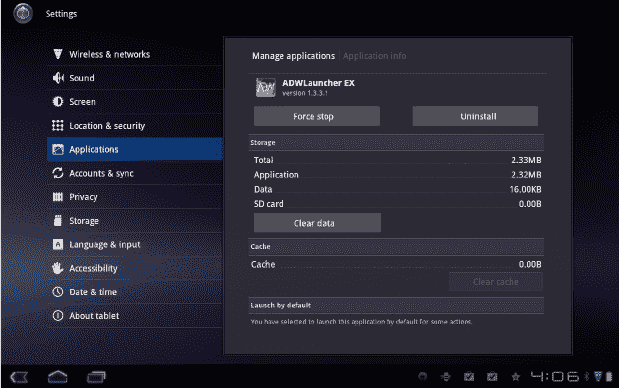 Settings
Wireless & networks
Sound
Screen
Location & security
Applications
Accounts & sync
Privacy
Storage
Language & input
Accessibility
Date & time
About tablet
Manage applications Application info
ADWLauncher EX
version 1.3.3.1
Force stop Uninstall
Storage
Total 2.33MB
Application 2.32MB
Data 16.00KB
SD card 0.00B
Clear data
Cache
Cache 0.00B
Clear cache
Launch by default
You have selected to launch this application by default for some actions.
4:06